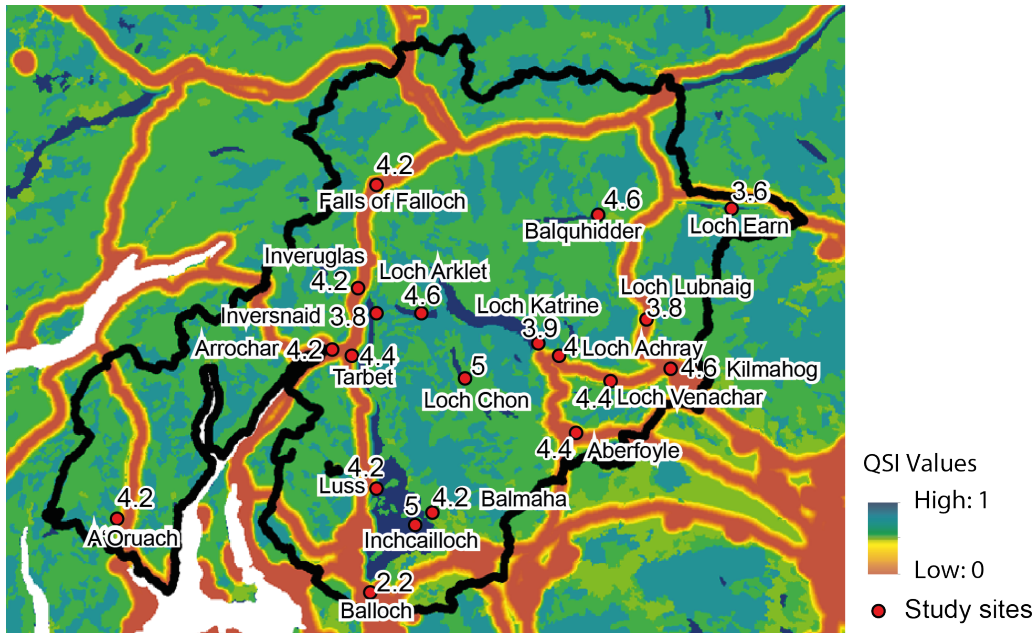 4.2
Falls of Falloch
4.6
Balquhidder
3.6
Loch Earn
Inveruglas
4.2
Loch Arklet
4.6
Loch Katrine
3.9
Loch Lubnaig
3.8
Inversnaid 3.8
Arrochar 4.2
4.4
Tarbet
4 Loch Achray
4.6 Kilmahog
5
Loch Chon
4.4 Loch Venachar
4.4 Aberfoyle
4.2
Luss
5
4.2 Balmaha
Inchcailloch
4.2
A'Oruach
2.2
Balloch
QSI Values
High: 1
Low: 0
Study sites